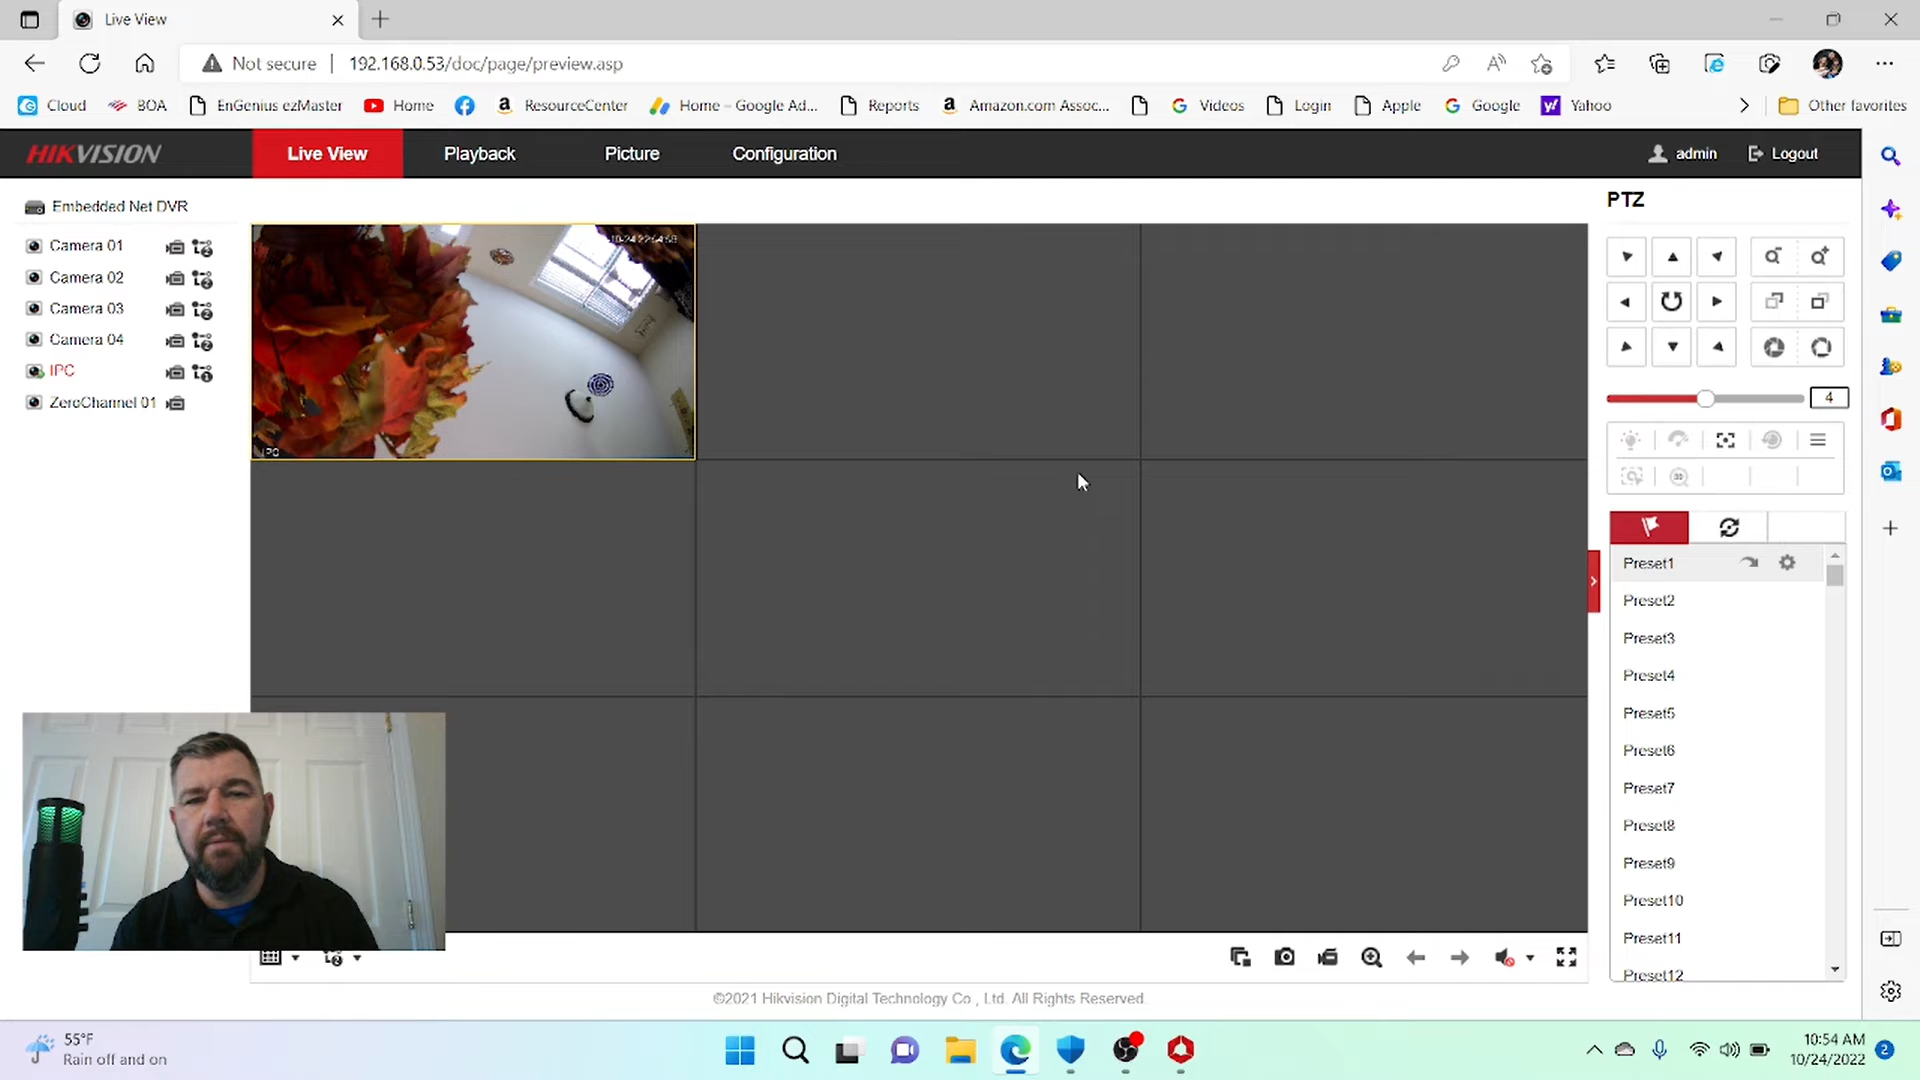 Live View
Not secure
192.168.0.53/doc/page/preview.asp
Cloud
BOA
EnGenius ezMaster
Home
ResourceCenter
Home – Google Ad...
Reports
Amazon.com Assoc...
Videos
Login
Apple
Google
Yahoo
Other favorites
HIKVISION
Live View
Playback
Picture
Configuration
admin
Logout
Embedded Net DVR
PTZ
Camera 01
Camera 02
Camera 03
Camera 04
IPC
ZeroChannel 01
IPC
4
Preset1
Preset2
Preset3
Preset4
Preset5
Preset6
Preset7
Preset8
Preset9
Preset10
Preset11
Preset12
©2021 Hikvision Digital Technology Co., Ltd. All Rights Reserved.
55°F
Rain off and on
10:54 AM
10/24/2022
2